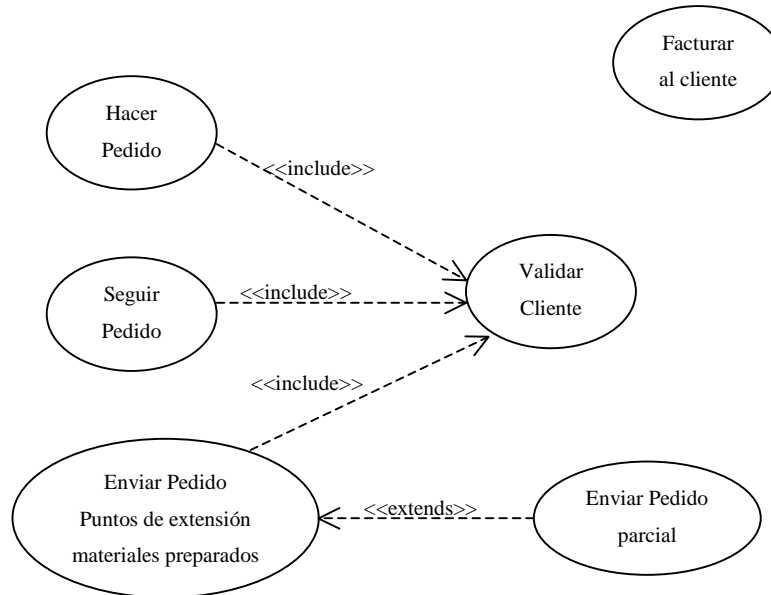 Facturar
al cliente
Hacer
Pedido
<<include>>
Validar
Cliente
Seguir
Pedido
<<include>>
<<include>>
Enviar Pedido
Puntos de extensión
materiales preparados
<<extends>>
Enviar Pedido
parcial